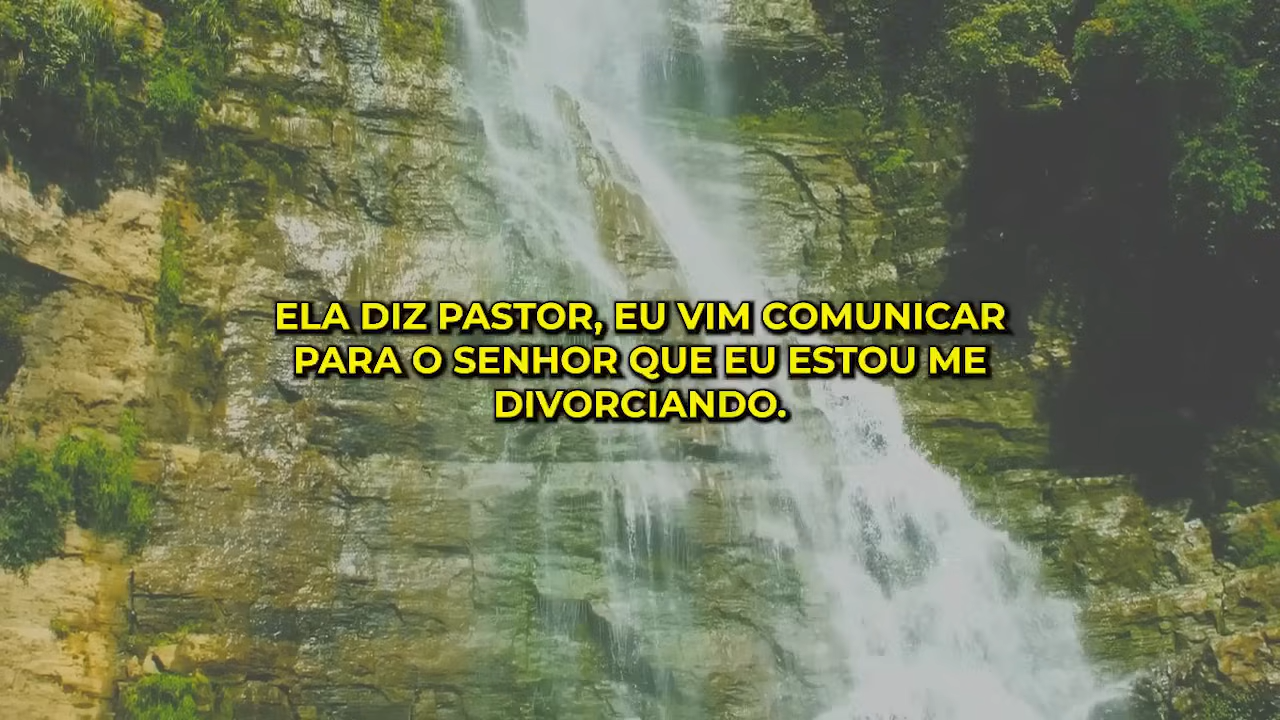 ELA DIZ PASTOR, EU VIM COMUNICAR
PARA O SENHOR QUE EU ESTOU ME
DIVORCIANDO.